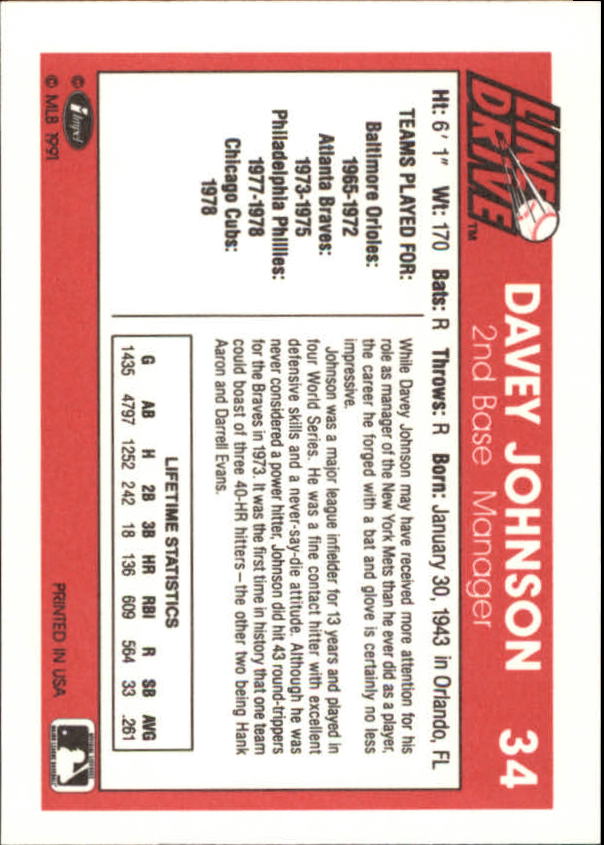 LINE
DRIVE™
DAVEY JOHNSON 34
2nd Base Manager
Ht: 6' 1" Wt: 170 Bats: R Throws: R Born: January 30, 1943 in Orlando, FL
TEAMS PLAYED FOR:
Baltimore Orioles:
1965-1972
Atlanta Braves:
1973-1975
Philadelphia Phillies:
1977-1978
Chicago Cubs:
1978
While Davey Johnson may have received more attention for his
role as manager of the New York Mets than he ever did as a player,
the career he forged with a bat and glove is certainly no less
impressive.
Johnson was a major league infielder for 13 years and played in
four World Series. He was a fine contact hitter with excellent
defensive skills and a never-say-die attitude. Although he was
never considered a power hitter, Johnson did hit 43 round-trippers
for the Braves in 1973. It was the first time in history that one team
could boast of three 40-HR hitters—the other two being Hank
Aaron and Darrell Evans.
LIFETIME STATISTICS
G AB H 2B 3B HR RBI R SB AVG
1435 4797 1252 242 18 136 609 564 33 .261
© impel
© MLB 1991
PRINTED IN USA